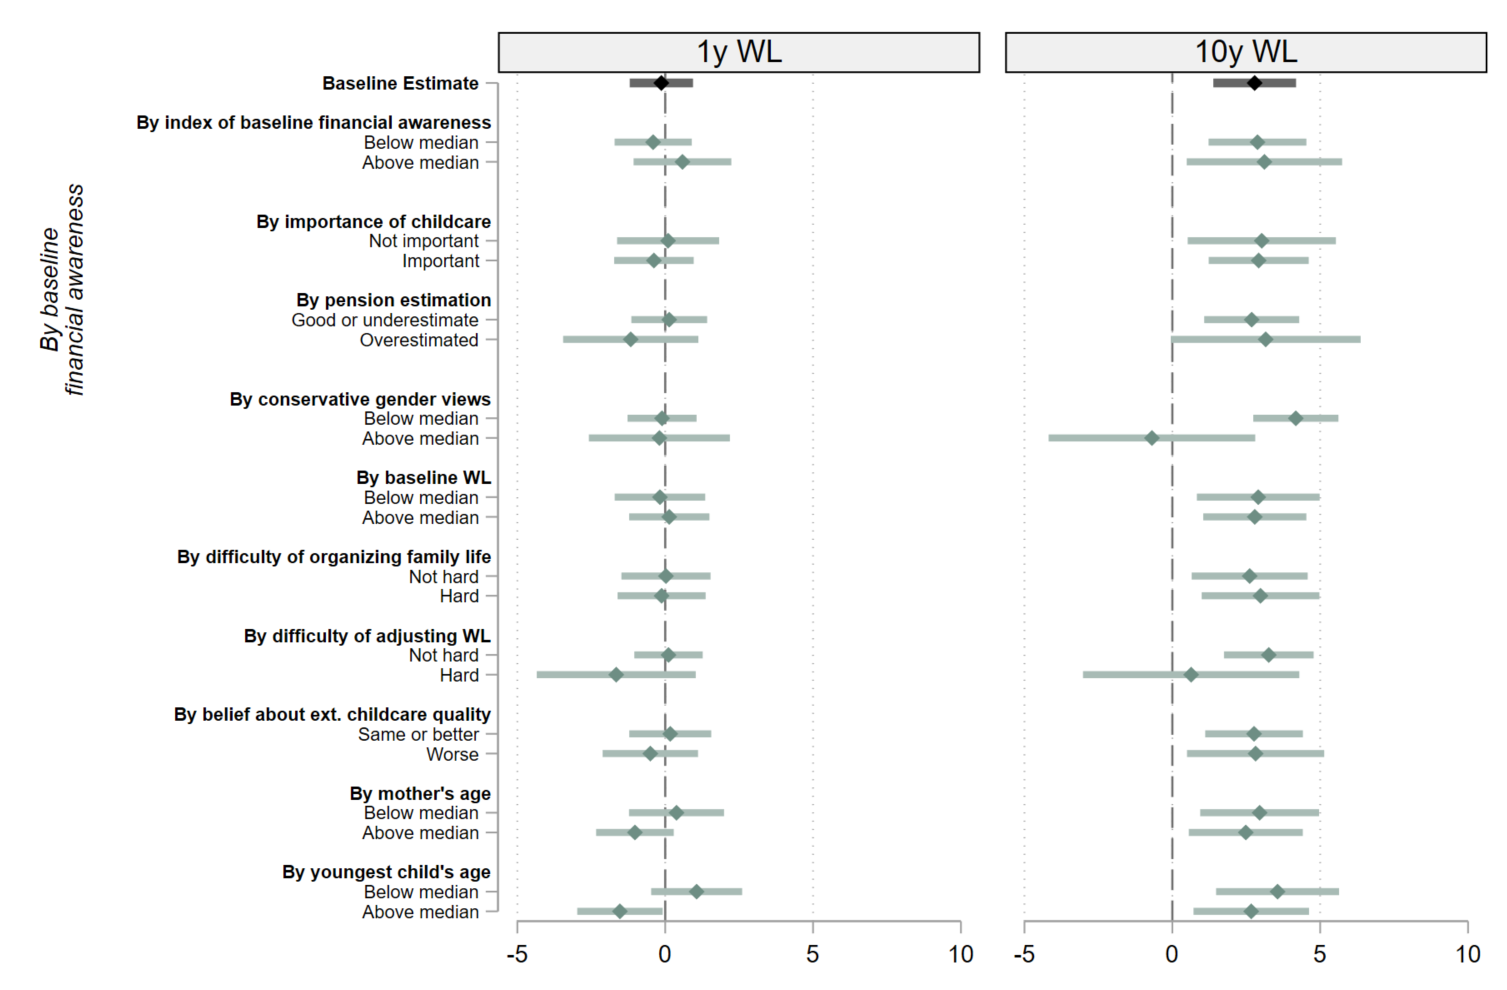 1y WL
10y WL
Baseline Estimate
By index of baseline financial awareness
Below median
Above median
By baseline
financial awareness
By importance of childcare
Not important
Important
By pension estimation
Good or underestimate
Overestimated
By conservative gender views
Below median
Above median
By baseline WL
Below median
Above median
By difficulty of organizing family life
Not hard
Hard
By difficulty of adjusting WL
Not hard
Hard
By belief about ext. childcare quality
Same or better
Worse
By mother's age
Below median
Above median
By youngest child's age
Below median
Above median
-5 0 5 10
-5 0 5 10